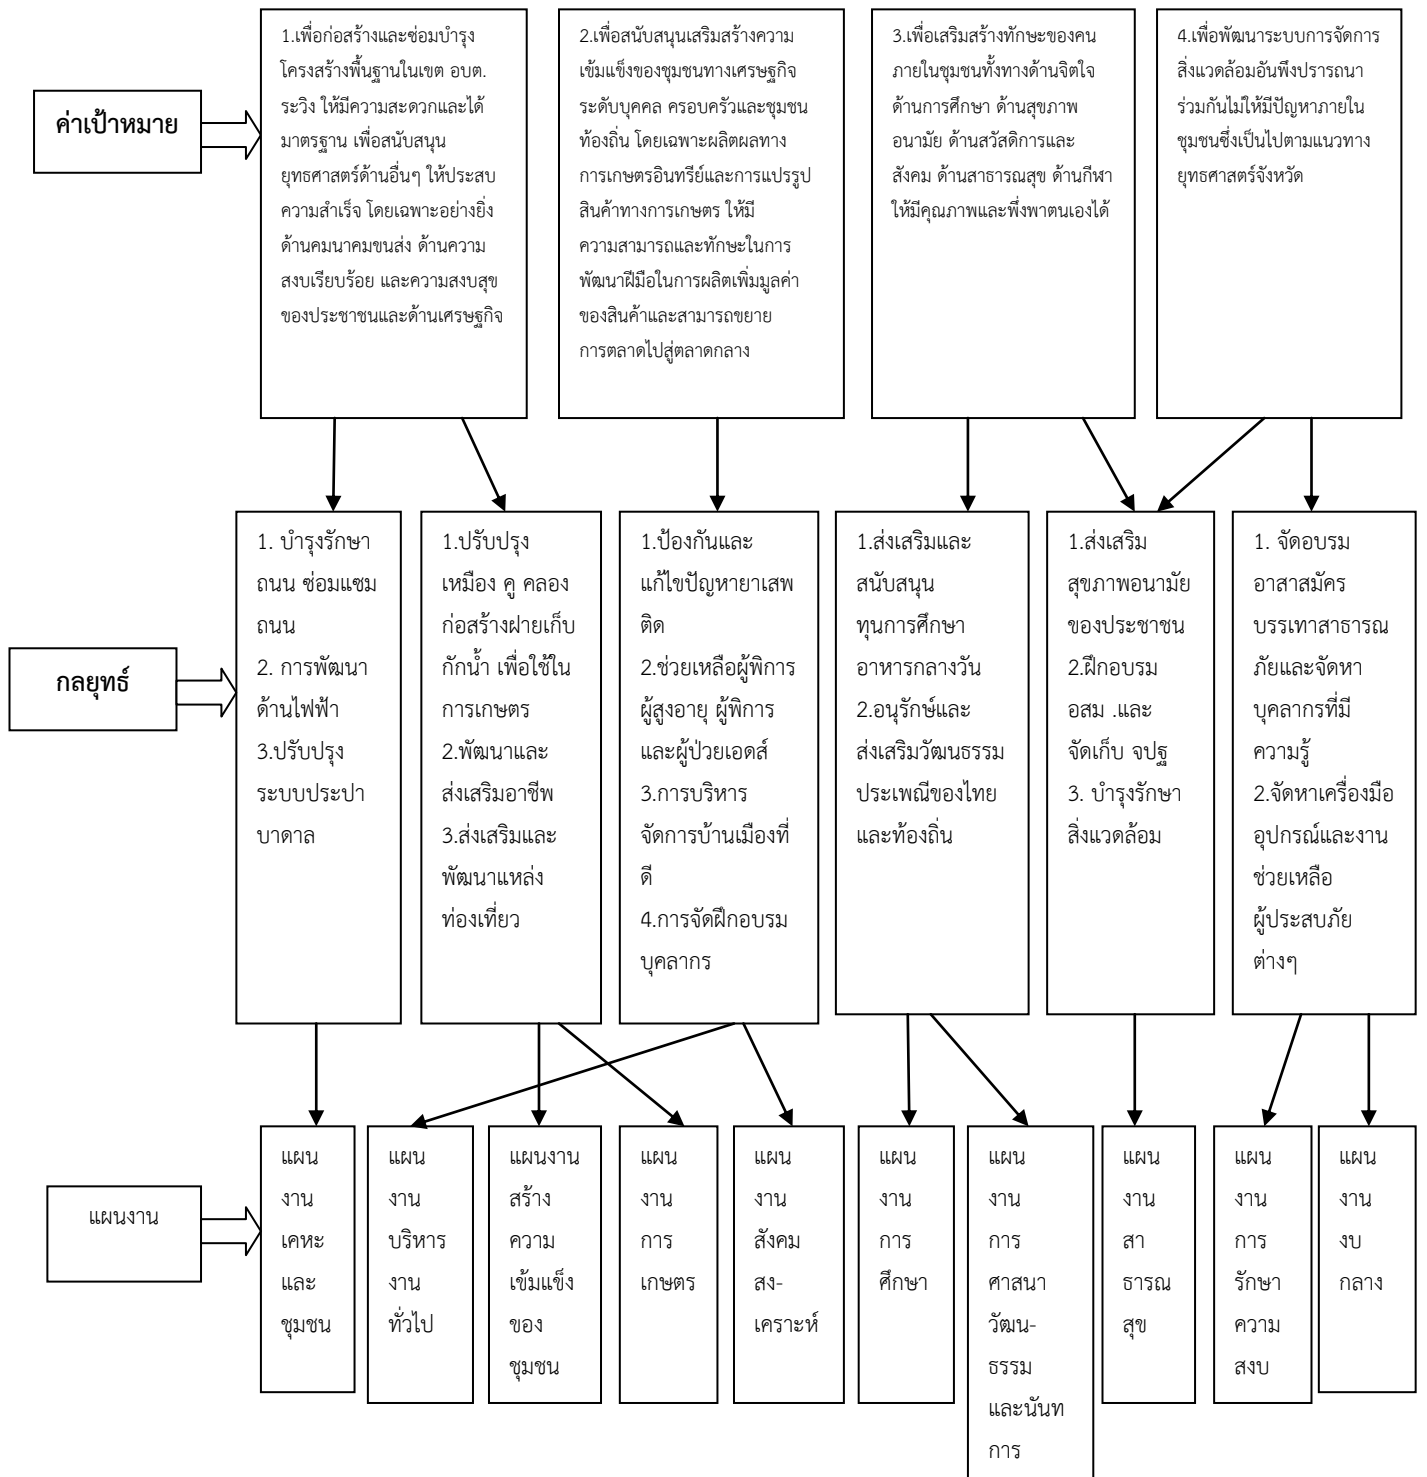 ค่าเป้าหมาย
1.เพื่อก่อสร้างและซ่อมบำรุง
โครงสร้างพื้นฐานในเขต อบต.
ระวิง ให้มีความสะดวกและได้
มาตรฐาน เพื่อสนับสนุน
ยุทธศาสตร์ด้านอื่นๆ ให้ประสบ
ความสำเร็จ โดยเฉพาะอย่างยิ่ง
ด้านคมนาคมขนส่ง ด้านความ
สงบเรียบร้อย และความสงบสุข
ของประชาชนและด้านเศรษฐกิจ
2.เพื่อสนับสนุนเสริมสร้างความ
เข้มแข็งของชุมชนทางเศรษฐกิจ
ระดับบุคคล ครอบครัวและชุมชน
ท้องถิ่น โดยเฉพาะผลิตผลทาง
การเกษตรอินทรีย์และการแปรรูป
สินค้าทางการเกษตร ให้มี
ความสามารถและทักษะในการ
พัฒนาฝีมือในการผลิตเพิ่มมูลค่า
ของสินค้าและสามารถขยาย
การตลาดไปสู่ตลาดกลาง
3.เพื่อเสริมสร้างทักษะของคน
ภายในชุมชนทั้งทางด้านจิตใจ
ด้านการศึกษา ด้านสุขภาพ
อนามัย ด้านสวัสดิการและ
สังคม ด้านสาธารณสุข ด้านกีฬา
ให้มีคุณภาพและพึ่งพาตนเองได้
4.เพื่อพัฒนาระบบการจัดการ
สิ่งแวดล้อมอันพึงปรารถนา
ร่วมกันไม่ให้มีปัญหาภายใน
ชุมชนซึ่งเป็นไปตามแนวทาง
ยุทธศาสตร์จังหวัด
กลยุทธ์
1. บำรุงรักษา
ถนน ซ่อมแซม
ถนน
2. การพัฒนา
ด้านไฟฟ้า
3.ปรับปรุง
ระบบประปา
บาดาล
1.ปรับปรุง
เหมือง คู คลอง
ก่อสร้างฝายเก็บ
กักน้ำ เพื่อใช้ใน
การเกษตร
2.พัฒนาและ
ส่งเสริมอาชีพ
3.ส่งเสริมและ
พัฒนาแหล่ง
ท่องเที่ยว
1.ป้องกันและ
แก้ไขปัญหายาเสพ
ติด
2.ช่วยเหลือผู้พิการ
ผู้สูงอายุ ผู้พิการ
และผู้ป่วยเอดส์
3.การบริหาร
จัดการบ้านเมืองที่
ดี
4.การจัดฝึกอบรม
บุคลากร
1.ส่งเสริมและ
สนับสนุน
ทุนการศึกษา
อาหารกลางวัน
2.อนุรักษ์และ
ส่งเสริมวัฒนธรรม
ประเพณีของไทย
และท้องถิ่น
1.ส่งเสริม
สุขภาพอนามัย
ของประชาชน
2.ฝึกอบรม
อสม .และ
จัดเก็บ จปฐ
3. บำรุงรักษา
สิ่งแวดล้อม
1. จัดอบรม
อาสาสมัคร
บรรเทาสาธารณ
ภัยและจัดหา
บุคลากรที่มี
ความรู้
2.จัดหาเครื่องมือ
อุปกรณ์และงาน
ช่วยเหลือ
ผู้ประสบภัย
ต่างๆ
แผนงาน
แผน
งาน
เคหะ
และ
ชุมชน
แผน
งาน
บริหาร
งาน
ทั่วไป
แผนงาน
สร้าง
ความ
เข้มแข็ง
ของ
ชุมชน
แผน
งาน
การ
เกษตร
แผน
งาน
สังคม
สง-
เคราะห์
แผน
งาน
การ
ศึกษา
แผน
งาน
การ
ศาสนา
วัฒน-
ธรรม
และนันท
การ
แผน
งาน
สา
ธารณ
สุข
แผน
งาน
การ
รักษา
ความ
สงบ
แผน
งาน
งบ
กลาง